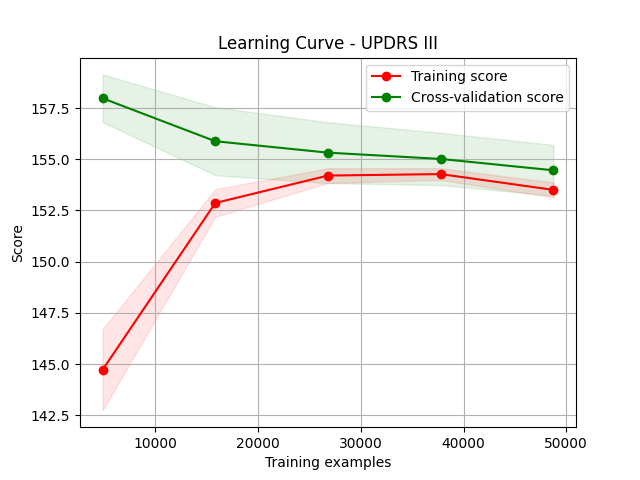 Learning Curve - UPDRS III
Training score
Cross-validation score
Score
157.5
155.0
152.5
150.0
147.5
145.0
142.5
10000
20000
30000
40000
50000
Training examples